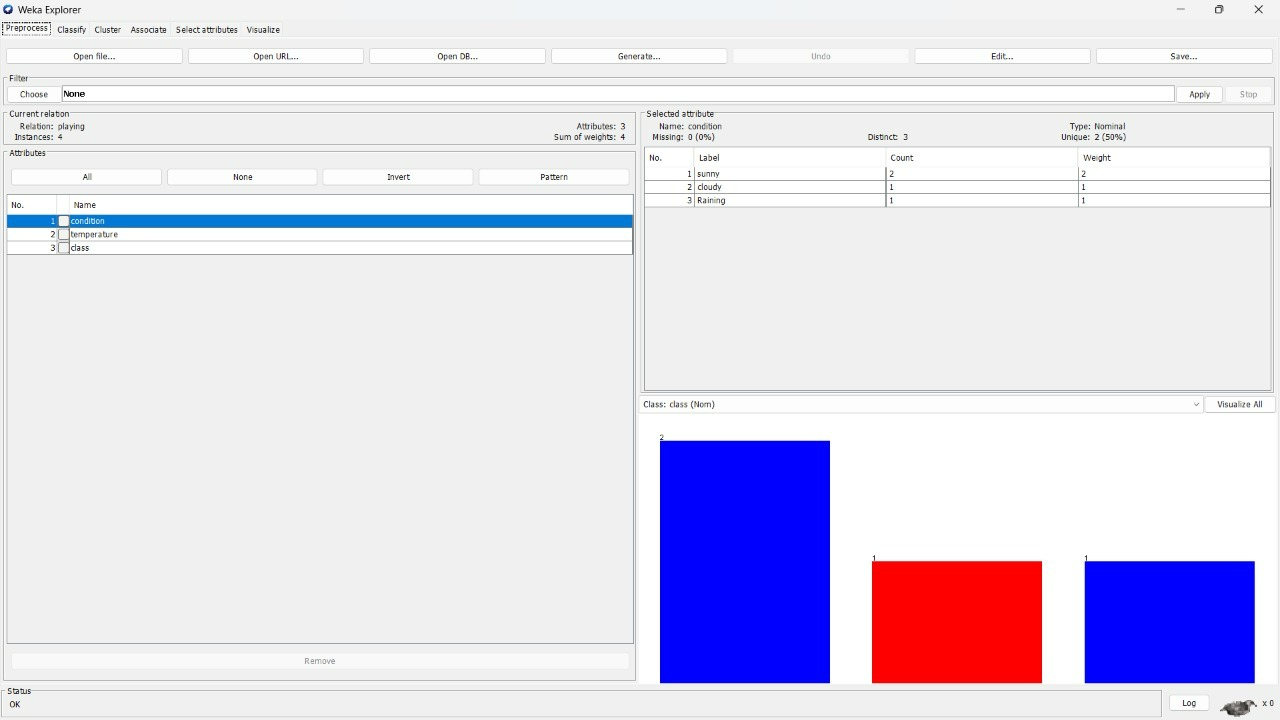 Weka Explorer
Preprocess Classify Cluster Associate Select attributes Visualize
Open file... Open URL... Open DB... Generate... Undo Edit... Save...
Filter
Choose None Apply Stop
Current relation
Relation: playing Attributes: 3
Instances: 4 Sum of weights: 4
Attributes
All None Invert Pattern
No. Name
1 condition
2 temperature
3 class
Remove
Selected attribute
Name: condition Type: Nominal
Missing: 0 (0%) Distinct: 3 Unique: 2 (50%)
No. Label Count Weight
1 sunny 2 2
2 cloudy 1 1
3 Raining 1 1
Class: class (Nom) Visualize All
2
1 1
Status
OK Log x 0